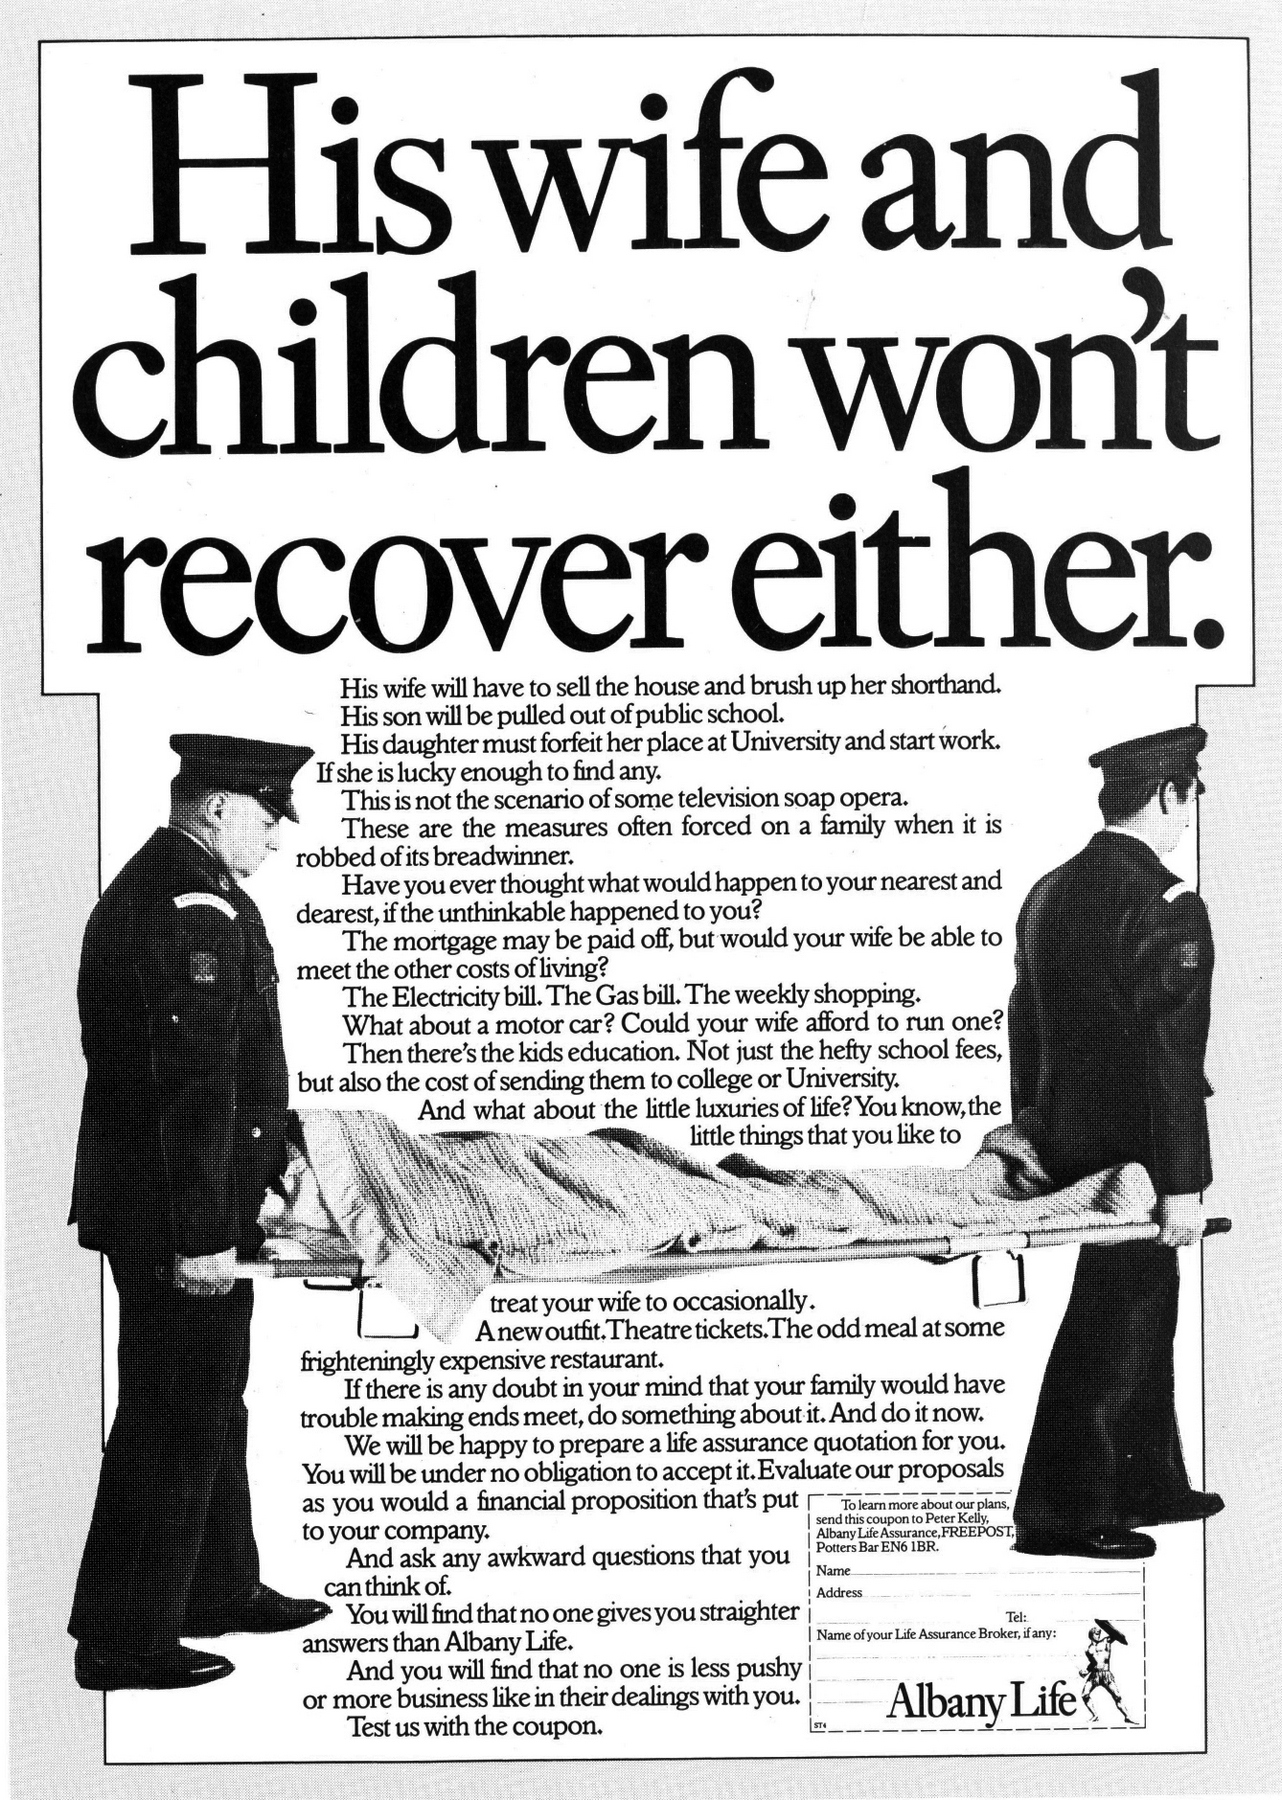 His wife and
children won't
recover either.
His wife will have to sell the house and brush up her shorthand.
His son will be pulled out of public school.
His daughter must forfeit her place at University and start work.
If she is lucky enough to find any.
This is not the scenario of some television soap opera.
These are the measures often forced on a family when it is
robbed of its breadwinner.
Have you ever thought what would happen to your nearest and
dearest, if the unthinkable happened to you?
The mortgage may be paid off, but would your wife be able to
meet the other costs of living?
The Electricity bill. The Gas bill. The weekly shopping.
What about a motor car? Could your wife afford to run one?
Then there's the kids education. Not just the hefty school fees,
but also the cost of sending them to college or University.
And what about the little luxuries of life? You know, the
little things that you like to
treat your wife to occasionally.
A new outfit. Theatre tickets. The odd meal at some
frighteningly expensive restaurant.
If there is any doubt in your mind that your family would have
trouble making ends meet, do something about it. And do it now.
We will be happy to prepare a life assurance quotation for you.
You will be under no obligation to accept it. Evaluate our proposals
as you would a financial proposition that's put
to your company.
And ask any awkward questions that you
can think of.
You will find that no one gives you straighter
answers than Albany Life.
And you will find that no one is less pushy
or more business like in their dealings with you.
Test us with the coupon.
To learn more about our plans,
send this coupon to Peter Kelly,
Albany Life Assurance, FREEPOST,
Potters Bar EN6 1BR.
Name
Address
Tel:
Name of your Life Assurance Broker, if any:
Albany Life
ST4